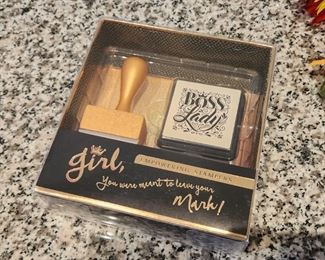 BOSS
Lady
girl,
EMPOWERING STAMPERS
You were meant to leave your
Mark!